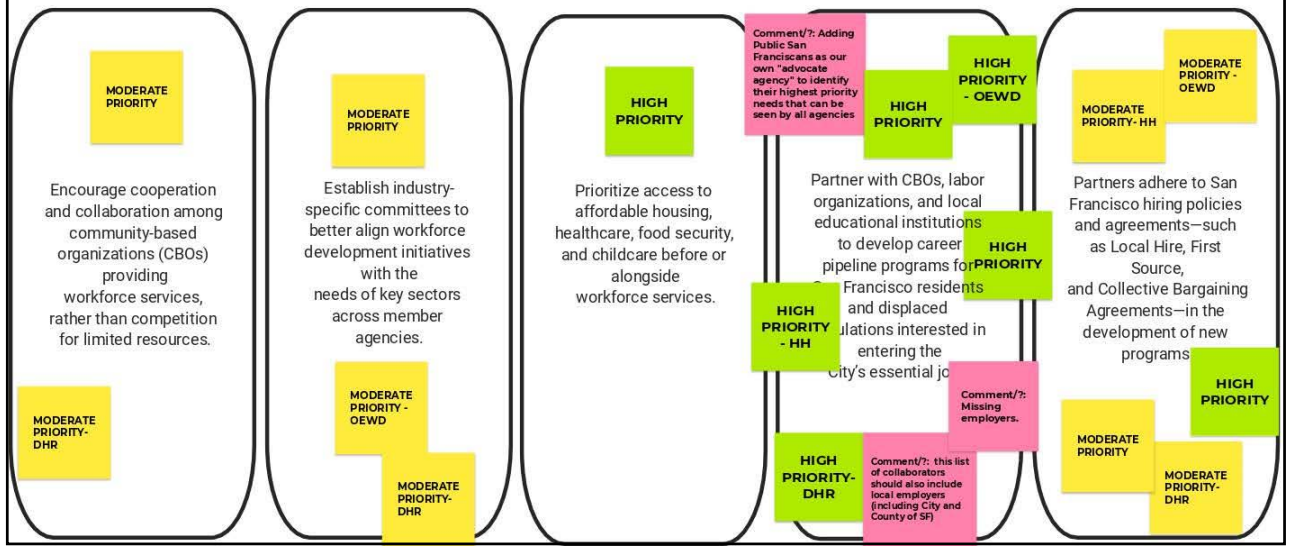 MODERATE
PRIORITY
Encourage cooperation
and collaboration among
community-based
organizations (CBOs)
providing
workforce services,
rather than competition
for limited resources.
MODERATE
PRIORITY-
DHR
MODERATE
PRIORITY
Establish industry-
specific committees to
better align workforce
development initiatives
with the
needs of key sectors
across member
agencies.
MODERATE
PRIORITY -
OEWD
MODERATE
PRIORITY-
DHR
HIGH
PRIORITY
Prioritize access to
affordable housing,
healthcare, food security,
and childcare before or
alongside
workforce services.
Comment/?: Adding
Public San
Franciscans as our
own "advocate
agency" to identify
their highest priority
needs that can be
seen by all agencies
HIGH
PRIORITY
HIGH
PRIORITY
- OEWD
Partner with CBOs, labor
organizations, and local
educational institutions
to develop career
pipeline programs for
Francisco residents
and displaced
interested in
entering the
City's essential
HIGH
PRIORITY
HIGH
PRIORITY
- HH
Comment/?:
Missing
employers.
HIGH
PRIORITY-
DHR
Comment/?: this list
of collaborators
should also include
local employers
(including City and
County of SF)
MODERATE
PRIORITY- HH
MODERATE
PRIORITY -
OEWD
Partners adhere to San
Francisco hiring policies
and agreements—such
as Local Hire, First
Source,
and Collective Bargaining
Agreements—in the
development of new
programs
HIGH
PRIORITY
MODERATE
PRIORITY
MODERATE
PRIORITY-
DHR